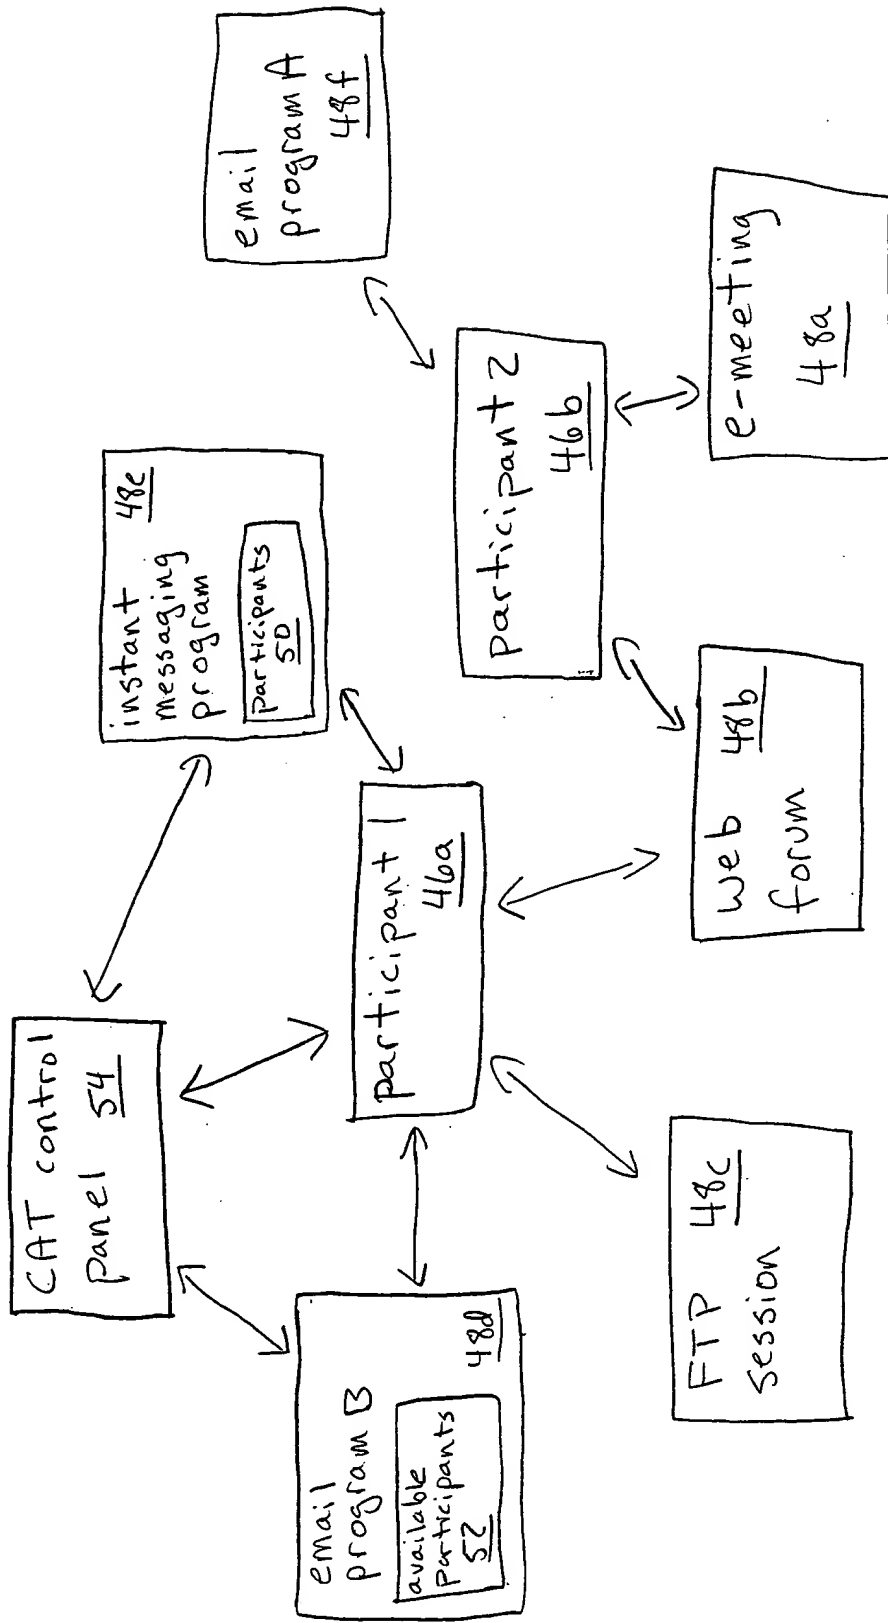 CAT control
panel 54
instant
messaging 48e
program
participants
50
email
program A
48f
email
program B
48d
available
participants
52
participant 1
46a
participant 2
46b
FTP 48c
session
web 48b
forum
e-meeting
48a